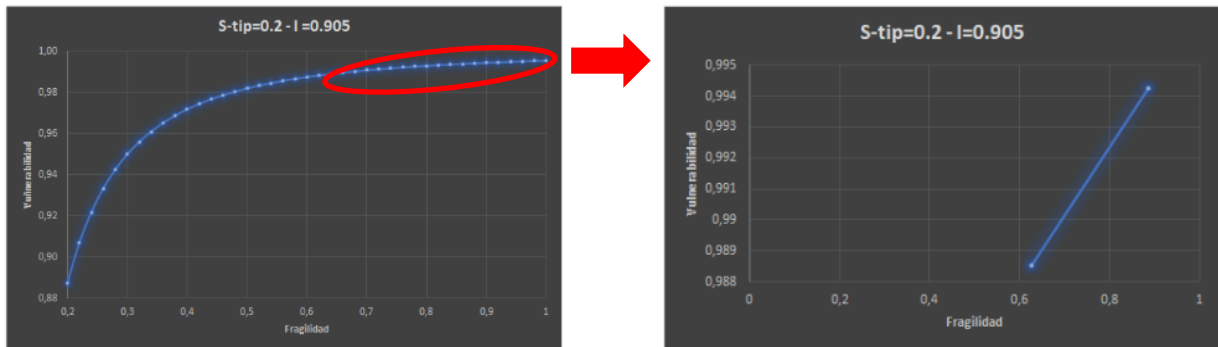 S-tip=0.2 - I =0.905
1,00
0,98
0,96
0,94
0,92
0,90
0,88
Vulnerabilidad
0,2 0,3 0,4 0,5 0,6 0,7 0,8 0,9 1
Fragilidad
S-tip=0.2 - I=0.905
0,995
0,994
0,993
0,992
0,991
0,99
0,989
0,988
Vulnerabilidad
0 0,2 0,4 0,6 0,8 1
Fragilidad